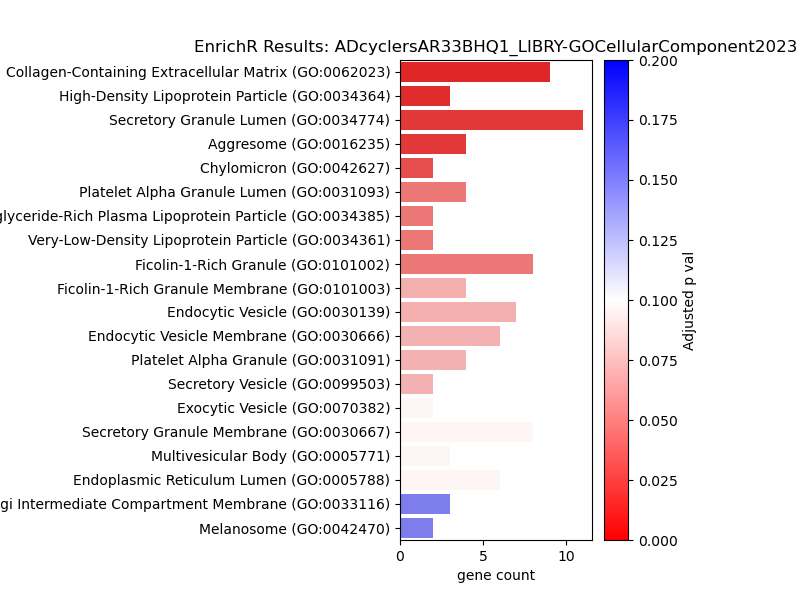 EnrichR Results: ADcyclersAR33BHQ1_LIBRY-GOCellularComponent2023
Collagen-Containing Extracellular Matrix (GO:0062023)
High-Density Lipoprotein Particle (GO:0034364)
Secretory Granule Lumen (GO:0034774)
Aggresome (GO:0016235)
Chylomicron (GO:0042627)
Platelet Alpha Granule Lumen (GO:0031093)
glyceride-Rich Plasma Lipoprotein Particle (GO:0034385)
Very-Low-Density Lipoprotein Particle (GO:0034361)
Ficolin-1-Rich Granule (GO:0101002)
Ficolin-1-Rich Granule Membrane (GO:0101003)
Endocytic Vesicle (GO:0030139)
Endocytic Vesicle Membrane (GO:0030666)
Platelet Alpha Granule (GO:0031091)
Secretory Vesicle (GO:0099503)
Exocytic Vesicle (GO:0070382)
Secretory Granule Membrane (GO:0030667)
Multivesicular Body (GO:0005771)
Endoplasmic Reticulum Lumen (GO:0005788)
gi Intermediate Compartment Membrane (GO:0033116)
Melanosome (GO:0042470)
0 5 10
gene count
0.200
0.175
0.150
0.125
0.100
0.075
0.050
0.025
0.000
Adjusted p val